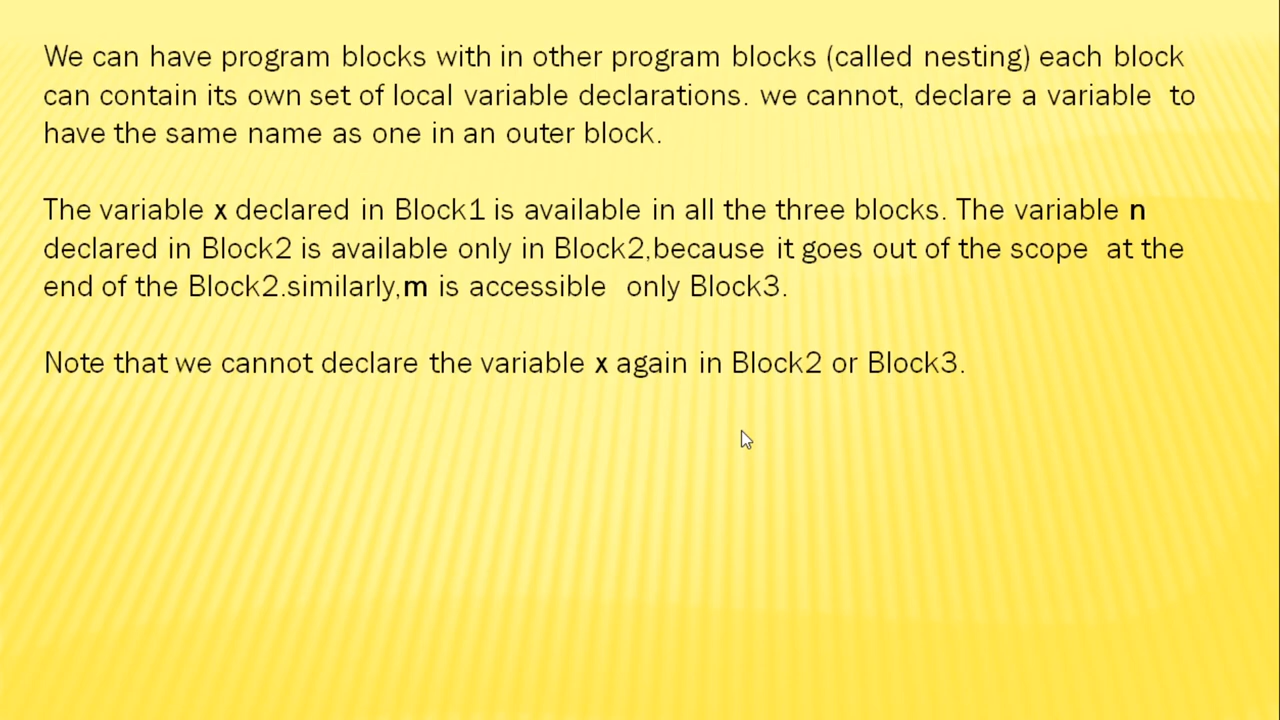 We can have program blocks with in other program blocks (called nesting) each block
can contain its own set of local variable declarations. we cannot, declare a variable to
have the same name as one in an outer block.
The variable x declared in Block1 is available in all the three blocks. The variable n
declared in Block2 is available only in Block2,because it goes out of the scope at the
end of the Block2.similarly,m is accessible only Block3.
Note that we cannot declare the variable x again in Block2 or Block3.